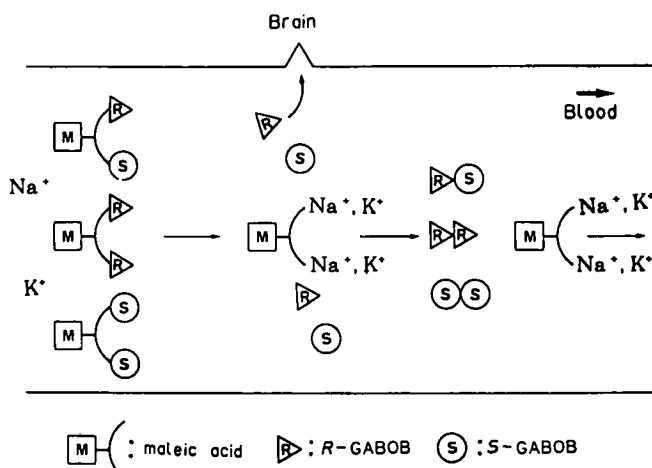 Brain
Blood
M R S
Na⁺
M R R
K⁺
M S S
R
S
M Na⁺, K⁺
Na⁺, K⁺
R
S
R S
R R
S S
M Na⁺, K⁺
Na⁺, K⁺
M : maleic acid R : R-GABOB S : S-GABOB